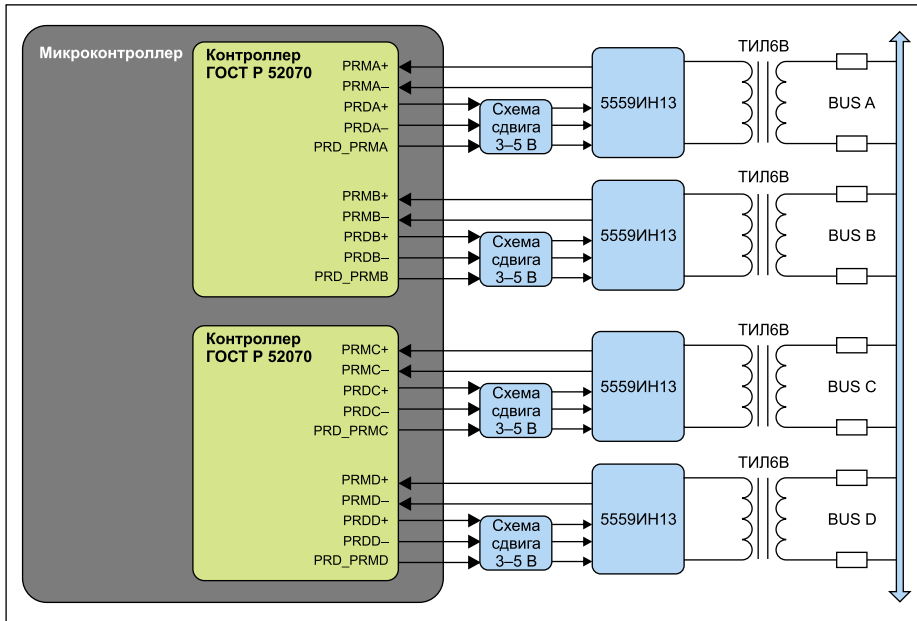 Микроконтроллер
Контроллер
ГОСТ Р 52070
PRMA+
PRMA–
PRDA+
PRDA–
PRD_PRMA
Схема
сдвига
3–5 В
5559ИН13
ТИЛ6В
BUS A
PRMB+
PRMB–
PRDB+
PRDB–
PRD_PRMB
Схема
сдвига
3–5 В
5559ИН13
ТИЛ6В
BUS B
Контроллер
ГОСТ Р 52070
PRMC+
PRMC–
PRDC+
PRDC–
PRD_PRMC
Схема
сдвига
3–5 В
5559ИН13
ТИЛ6В
BUS C
PRMD+
PRMD–
PRDD+
PRDD–
PRD_PRMD
Схема
сдвига
3–5 В
5559ИН13
ТИЛ6В
BUS D